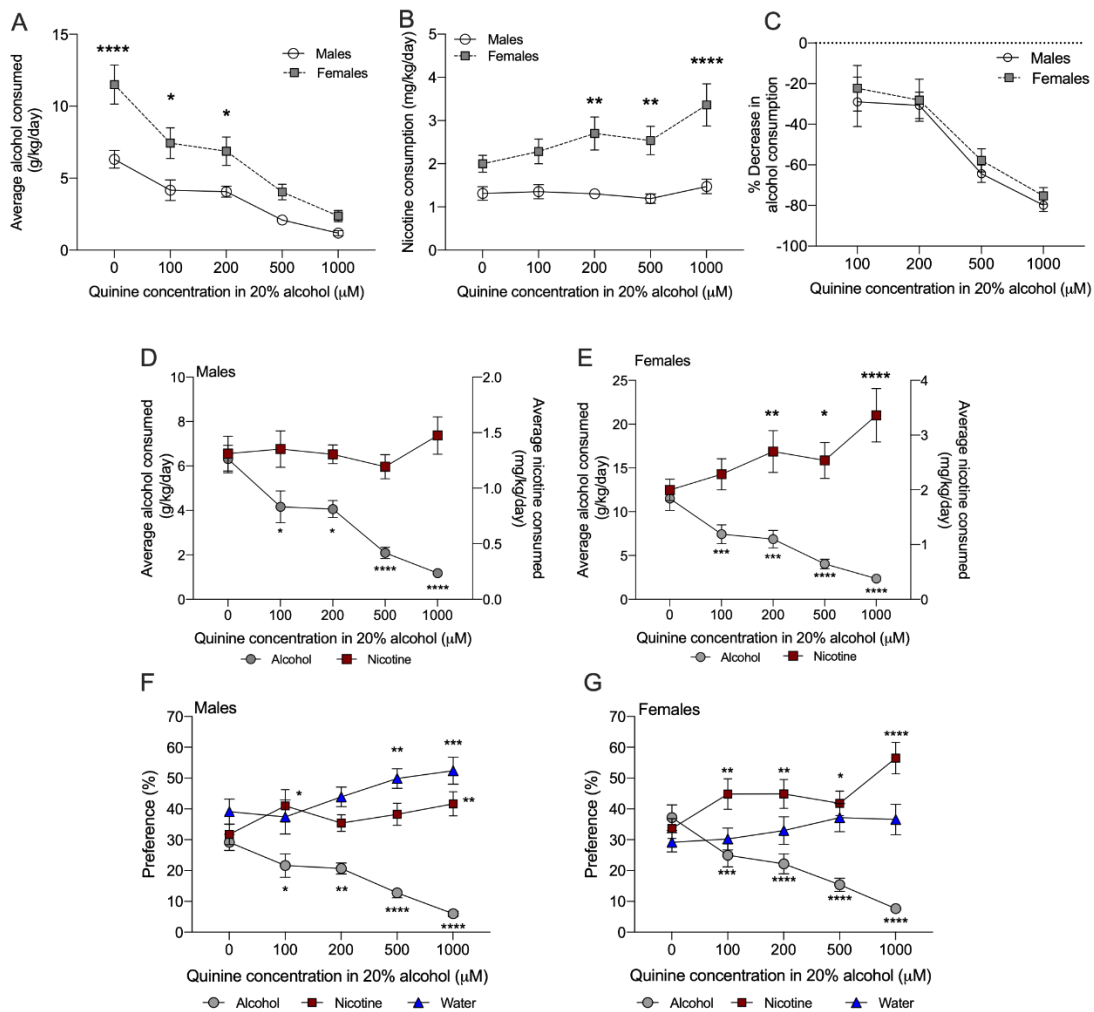 A
15
10
5
0
Average alcohol consumed
(g/kg/day)
****
*
*
Males
Females
0 100 200 500 1000
Quinine concentration in 20% alcohol (μM)
B
5
4
3
2
1
0
Nicotine consumption (mg/kg/day)
Males
Females
**
**
****
0 100 200 500 1000
Quinine concentration in 20% alcohol (μM)
C
0
-20
-40
-60
-80
-100
% Decrease in
alcohol consumption
Males
Females
100 200 500 1000
Quinine concentration in 20% alcohol (μM)
D
Males
10
8
6
4
2
0
Average alcohol consumed
(g/kg/day)
2.0
1.6
1.2
0.8
0.4
0.0
Average nicotine consumed
(mg/kg/day)
*
*
****
****
0 100 200 500 1000
Quinine concentration in 20% alcohol (μM)
Alcohol Nicotine
E
Females
25
20
15
10
5
0
Average alcohol consumed
(g/kg/day)
4
3
2
1
0
Average nicotine consumed
(mg/kg/day)
**
*
****
***
***
****
****
0 100 200 500 1000
Quinine concentration in 20% alcohol (μM)
Alcohol Nicotine
F
Males
70
60
50
40
30
20
10
0
Preference (%)
*
**
***
**
*
**
****
****
0 100 200 500 1000
Quinine concentration in 20% alcohol (μM)
Alcohol Nicotine Water
G
Females
70
60
50
40
30
20
10
0
Preference (%)
**
**
*
****
***
****
****
****
0 100 200 500 1000
Quinine concentration in 20% alcohol (μM)
Alcohol Nicotine Water